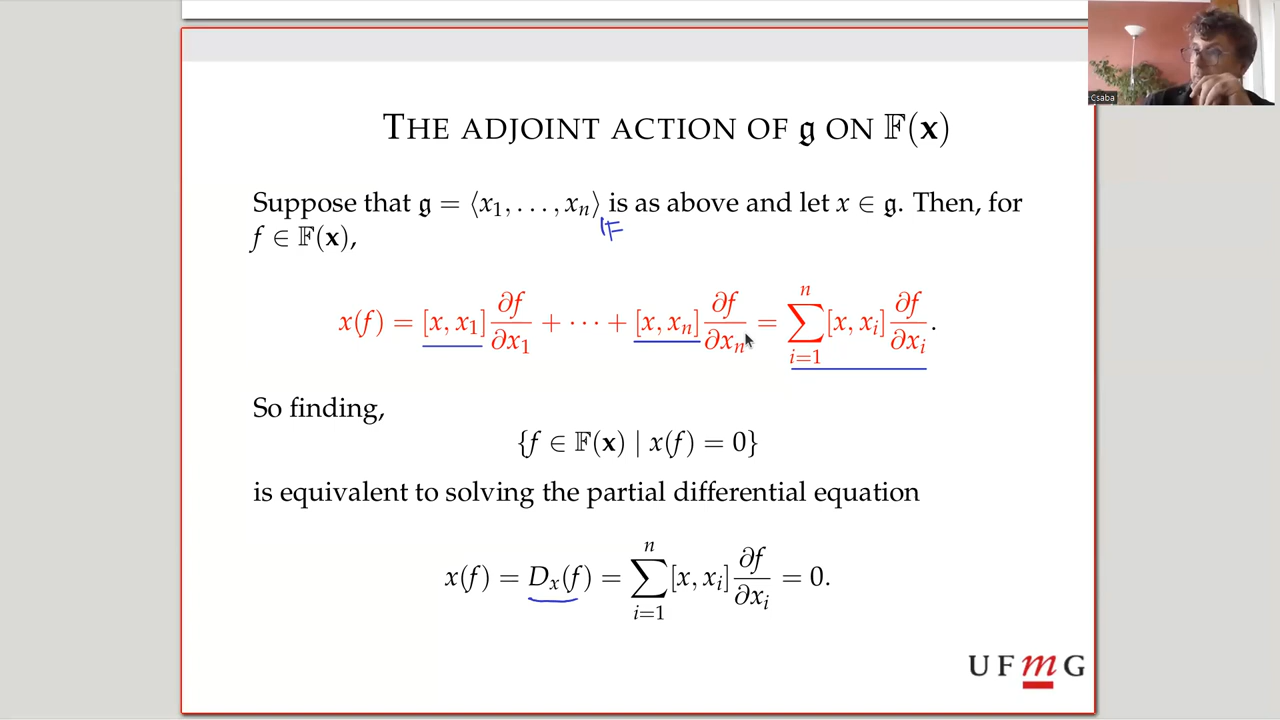 THE ADJOINT ACTION OF 𝔤 ON 𝔽(𝐱)
Suppose that 𝔤 = ⟨x₁, …, xₙ⟩ is as above and let x ∈ 𝔤. Then, for
𝔽
f ∈ 𝔽(𝐱),
x(f) = [x, x₁] ∂f/∂x₁ + ⋯ + [x, xₙ] ∂f/∂xₙ = ∑ᵢ₌₁ⁿ [x, xᵢ] ∂f/∂xᵢ.
So finding,
{f ∈ 𝔽(𝐱) | x(f) = 0}
is equivalent to solving the partial differential equation
x(f) = Dₓ(f) = ∑ᵢ₌₁ⁿ [x, xᵢ] ∂f/∂xᵢ = 0.
UFmG
Csaba